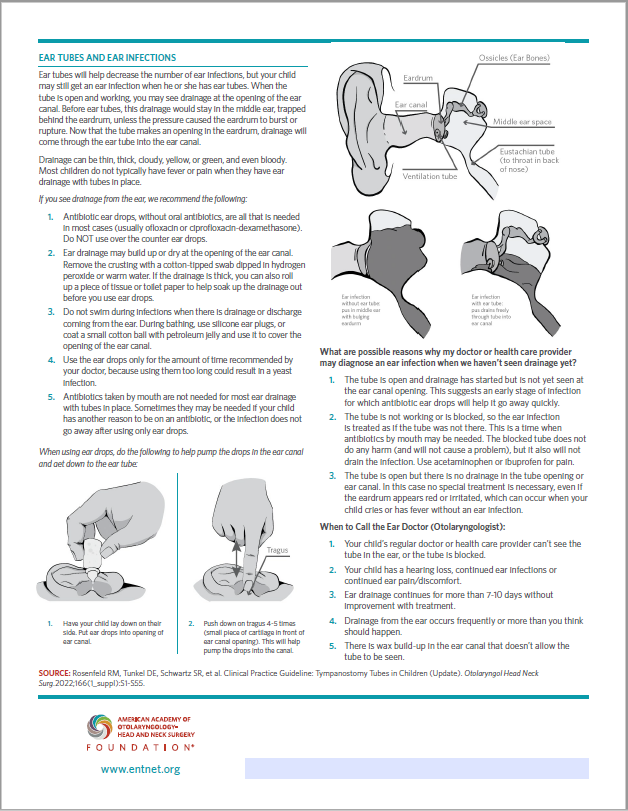 EAR TUBES AND EAR INFECTIONS
Ear tubes will help decrease the number of ear infections, but your child
may still get an ear infection when he or she has ear tubes. When the
tube is open and working, you may see drainage at the opening of the ear
canal. Before ear tubes, this drainage would stay in the middle ear, trapped
behind the eardrum, unless the pressure caused the eardrum to burst or
rupture. Now that the tube makes an opening in the eardrum, drainage will
come through the ear tube into the ear canal.
Drainage can be thin, thick, cloudy, yellow, or green, and even bloody.
Most children do not typically have fever or pain when they have ear
drainage with tubes in place.
If you see drainage from the ear, we recommend the following:
1. Antibiotic ear drops, without oral antibiotics, are all that is needed
in most cases (usually ofloxacin or ciprofloxacin-dexamethasone).
Do NOT use over the counter ear drops.
2. Ear drainage may build up or dry at the opening of the ear canal.
Remove the crusting with a cotton-tipped swab dipped in hydrogen
peroxide or warm water. If the drainage is thick, you can also roll
up a piece of tissue or toilet paper to help soak up the drainage out
before you use ear drops.
3. Do not swim during infections when there is drainage or discharge
coming from the ear. During bathing, use silicone ear plugs, or
coat a small cotton ball with petroleum jelly and use it to cover the
opening of the ear canal.
4. Use the ear drops only for the amount of time recommended by
your doctor, because using them too long could result in a yeast
infection.
5. Antibiotics taken by mouth are not needed for most ear drainage
with tubes in place. Sometimes they may be needed if your child
has another reason to be on an antibiotic, or the infection does not
go away after using only ear drops.
When using ear drops, do the following to help pump the drops in the ear canal
and get down to the ear tube:
Tragus
1. Have your child lay down on their
side. Put ear drops into opening of
ear canal.
2. Push down on tragus 4-5 times
(small piece of cartilage in front of
ear canal opening). This will help
pump the drops into the canal.
Ossicles (Ear Bones)
Eardrum
Ear canal
Middle ear space
Eustachian tube
(to throat in back
of nose)
Ventilation tube
Ear infection
without ear tube:
pus in middle ear
with bulging
eardurm
Ear infection
with ear tube:
pus drains freely
through tube into
ear canal
What are possible reasons why my doctor or health care provider
may diagnose an ear infection when we haven't seen drainage yet?
1. The tube is open and drainage has started but is not yet seen at
the ear canal opening. This suggests an early stage of infection
for which antibiotic ear drops will help it go away quickly.
2. The tube is not working or is blocked, so the ear infection
is treated as if the tube was not there. This is a time when
antibiotics by mouth may be needed. The blocked tube does not
do any harm (and will not cause a problem), but it also will not
drain the infection. Use acetaminophen or ibuprofen for pain.
3. The tube is open but there is no drainage in the tube opening or
ear canal. In this case no special treatment is necessary, even if
the eardrum appears red or irritated, which can occur when your
child cries or has fever without an ear infection.
When to Call the Ear Doctor (Otolaryngologist):
1. Your child's regular doctor or health care provider can't see the
tube in the ear, or the tube is blocked.
2. Your child has a hearing loss, continued ear infections or
continued ear pain/discomfort.
3. Ear drainage continues for more than 7-10 days without
improvement with treatment.
4. Drainage from the ear occurs frequently or more than you think
should happen.
5. There is wax build-up in the ear canal that doesn't allow the
tube to be seen.
SOURCE: Rosenfeld RM, Tunkel DE, Schwartz SR, et al. Clinical Practice Guideline: Tympanostomy Tubes in Children (Update). Otolaryngol Head Neck
Surg.2022;166(1_suppl):S1-S55.
AMERICAN ACADEMY OF
OTOLARYNGOLOGY–
HEAD AND NECK SURGERY
FOUNDATION®
www.entnet.org